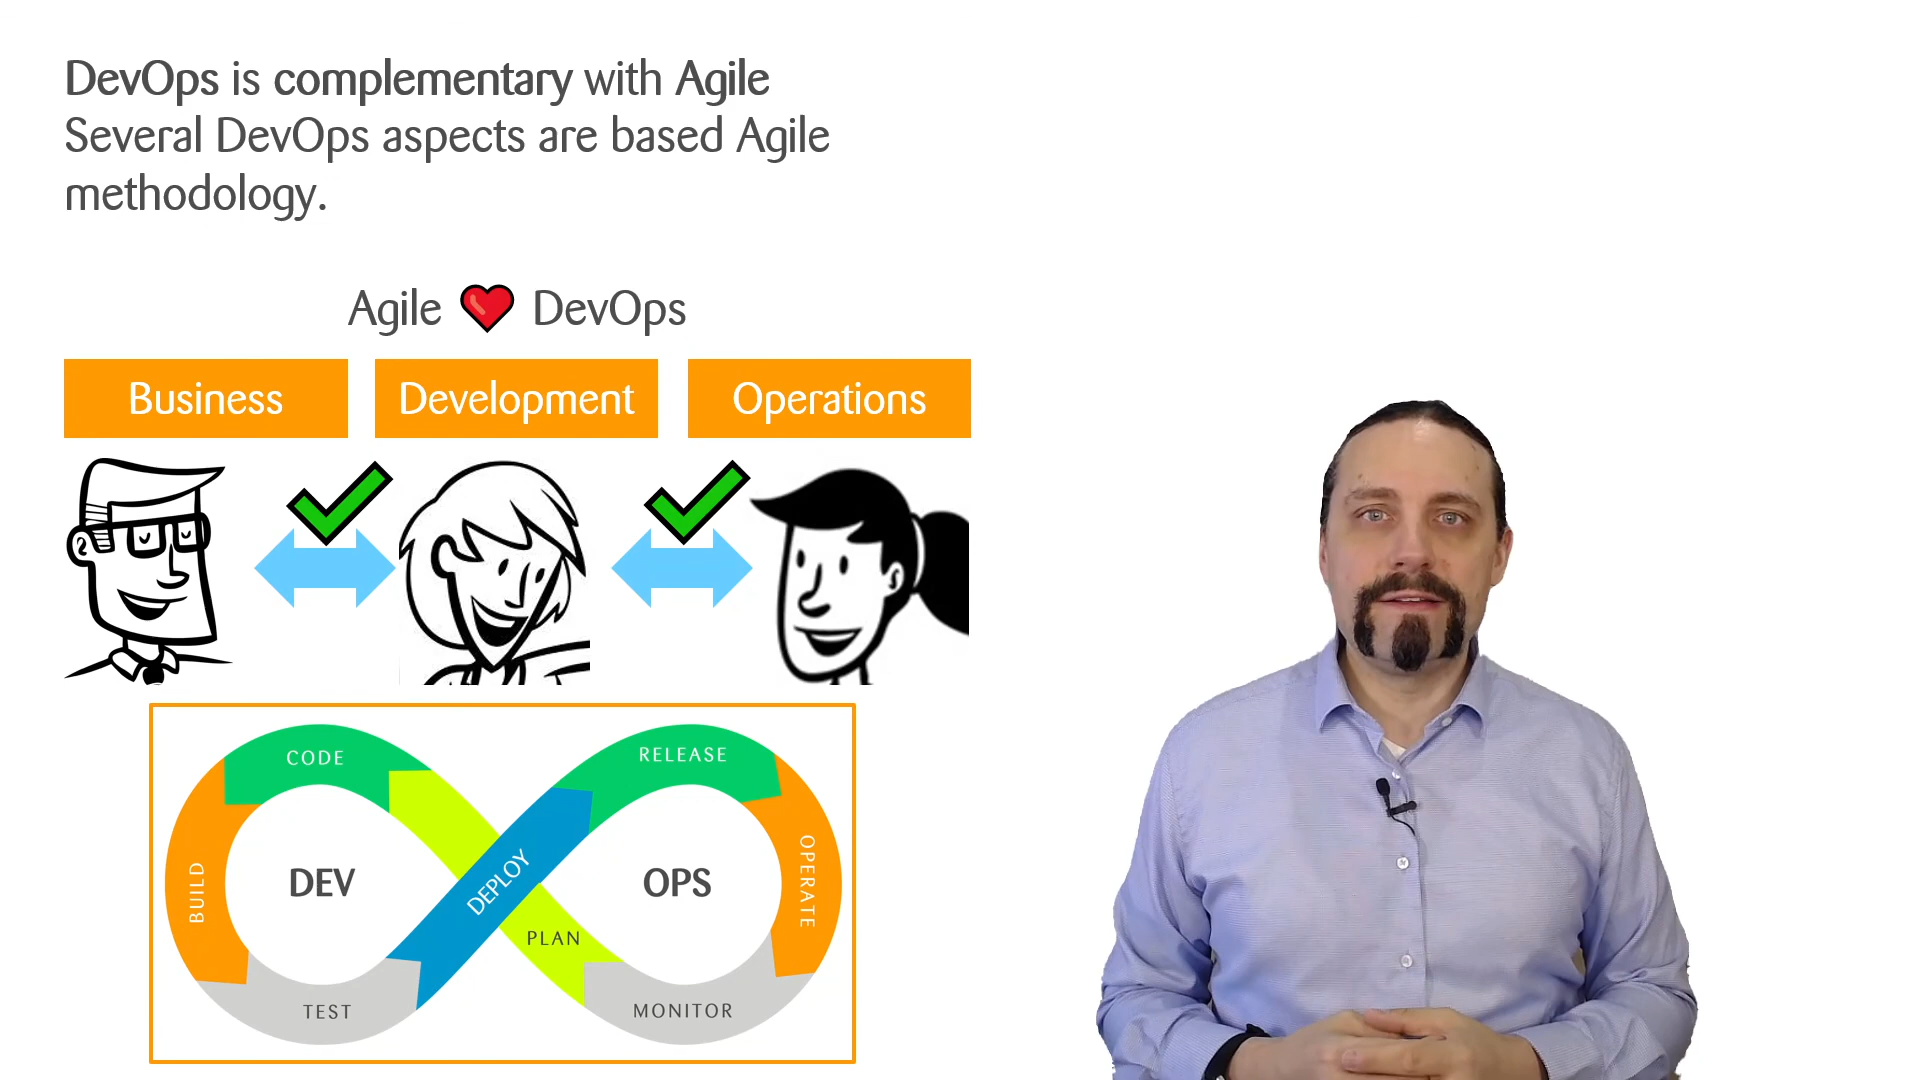 DevOps is complementary with Agile
Several DevOps aspects are based Agile
methodology.
Agile DevOps
Business Development Operations
CODE RELEASE
BUILD DEV DEPLOY OPS OPERATE
PLAN
TEST MONITOR